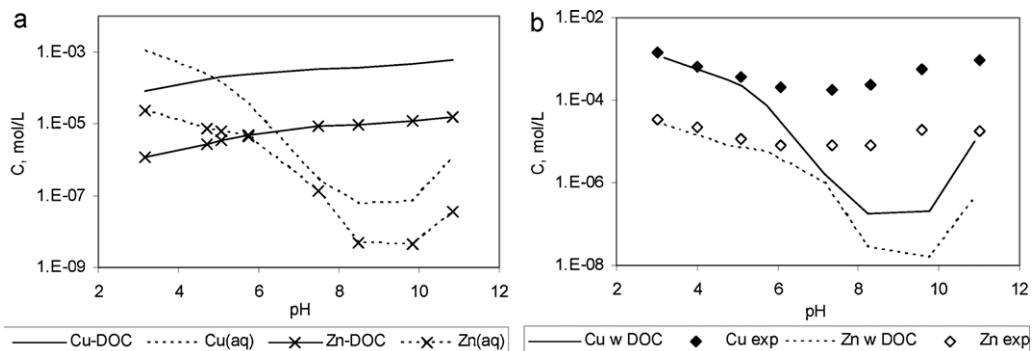 a
1.E-03
1.E-05
1.E-07
1.E-09
C, mol/L
2 4 6 8 10 12
pH
Cu-DOC Cu(aq) Zn-DOC Zn(aq)
b
1.E-02
1.E-04
1.E-06
1.E-08
C, mol/L
2 4 6 8 10 12
pH
Cu w DOC Cu exp Zn w DOC Zn exp